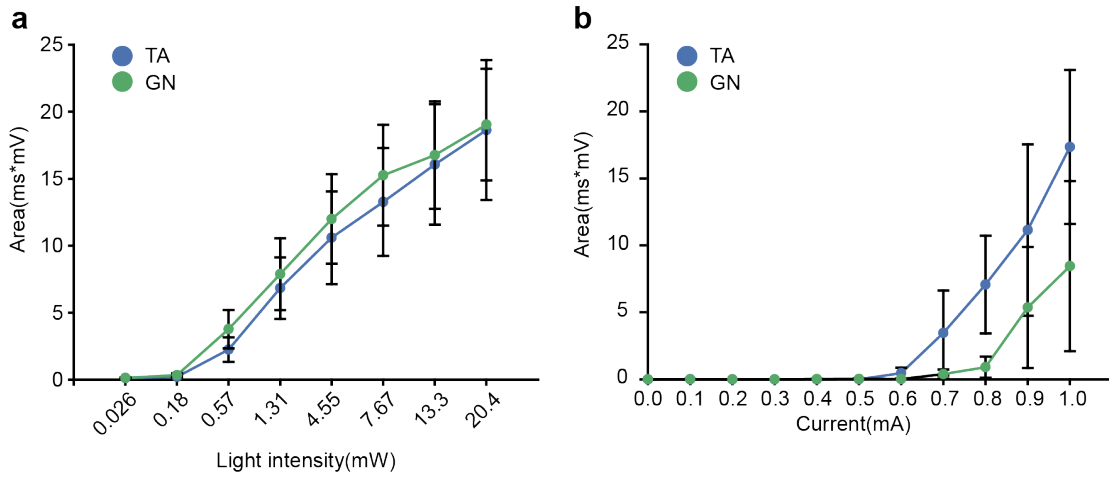 a
25
20
15
10
5
0
Area(ms*mV)
TA
GN
0.026
0.18
0.57
1.31
4.55
7.67
13.3
20.4
Light intensity(mW)
b
25
20
15
10
5
0
Area(ms*mV)
TA
GN
0.0 0.1 0.2 0.3 0.4 0.5 0.6 0.7 0.8 0.9 1.0
Current(mA)